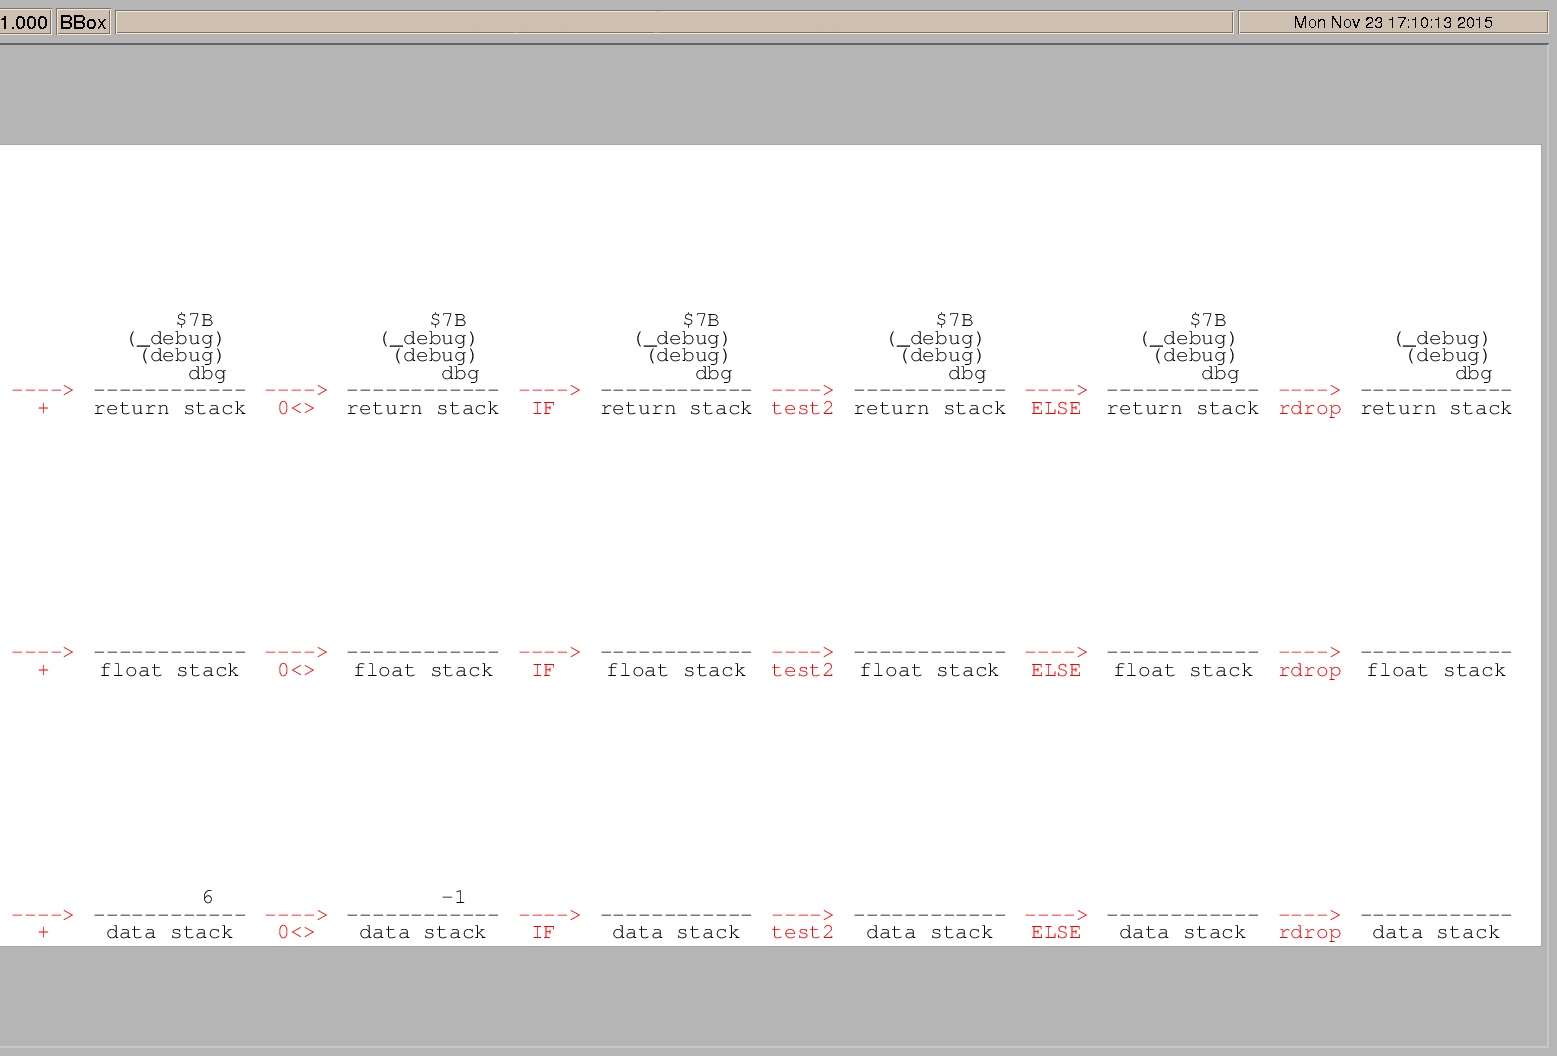 1.000 BBox Mon Nov 23 17:10:13 2015
$7B $7B $7B $7B $7B
(_debug) (_debug) (_debug) (_debug) (_debug) (_debug)
(debug) (debug) (debug) (debug) (debug) (debug)
dbg dbg dbg dbg dbg dbg
----> ------------ ----> ------------ ----> ------------ ----> ------------ ----> ------------ ----> ------------
+ return stack 0<> return stack IF return stack test2 return stack ELSE return stack rdrop return stack
----> ------------ ----> ------------ ----> ------------ ----> ------------ ----> ------------ ----> ------------
+ float stack 0<> float stack IF float stack test2 float stack ELSE float stack rdrop float stack
6 -1
----> ------------ ----> ------------ ----> ------------ ----> ------------ ----> ------------ ----> ------------
+ data stack 0<> data stack IF data stack test2 data stack ELSE data stack rdrop data stack